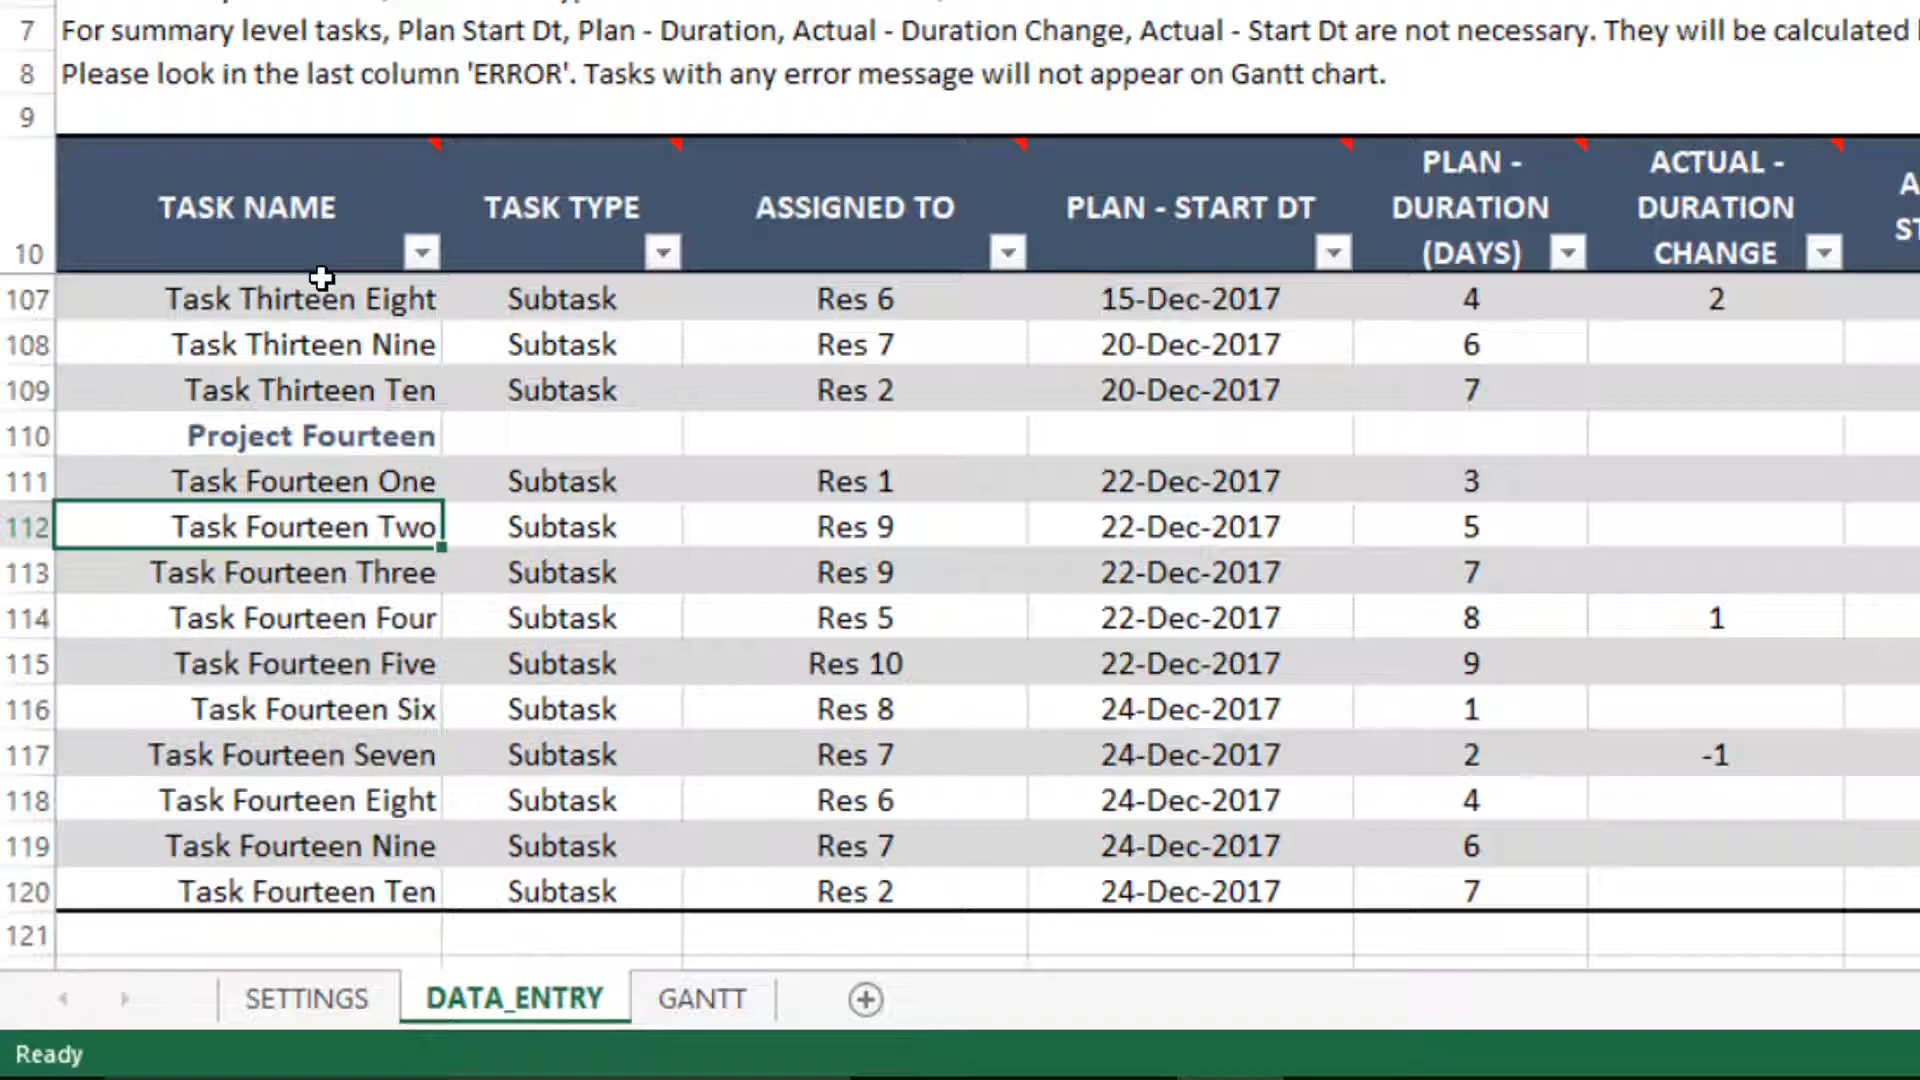 7 For summary level tasks, Plan Start Dt, Plan - Duration, Actual - Duration Change, Actual - Start Dt are not necessary. They will be calculated
8 Please look in the last column 'ERROR'. Tasks with any error message will not appear on Gantt chart.
9
10 TASK NAME TASK TYPE ASSIGNED TO PLAN - START DT PLAN - DURATION (DAYS) ACTUAL - DURATION CHANGE
107 Task Thirteen Eight Subtask Res 6 15-Dec-2017 4 2
108 Task Thirteen Nine Subtask Res 7 20-Dec-2017 6
109 Task Thirteen Ten Subtask Res 2 20-Dec-2017 7
110 Project Fourteen
111 Task Fourteen One Subtask Res 1 22-Dec-2017 3
112 Task Fourteen Two Subtask Res 9 22-Dec-2017 5
113 Task Fourteen Three Subtask Res 9 22-Dec-2017 7
114 Task Fourteen Four Subtask Res 5 22-Dec-2017 8 1
115 Task Fourteen Five Subtask Res 10 22-Dec-2017 9
116 Task Fourteen Six Subtask Res 8 24-Dec-2017 1
117 Task Fourteen Seven Subtask Res 7 24-Dec-2017 2 -1
118 Task Fourteen Eight Subtask Res 6 24-Dec-2017 4
119 Task Fourteen Nine Subtask Res 7 24-Dec-2017 6
120 Task Fourteen Ten Subtask Res 2 24-Dec-2017 7
121
SETTINGS DATA_ENTRY GANTT
Ready